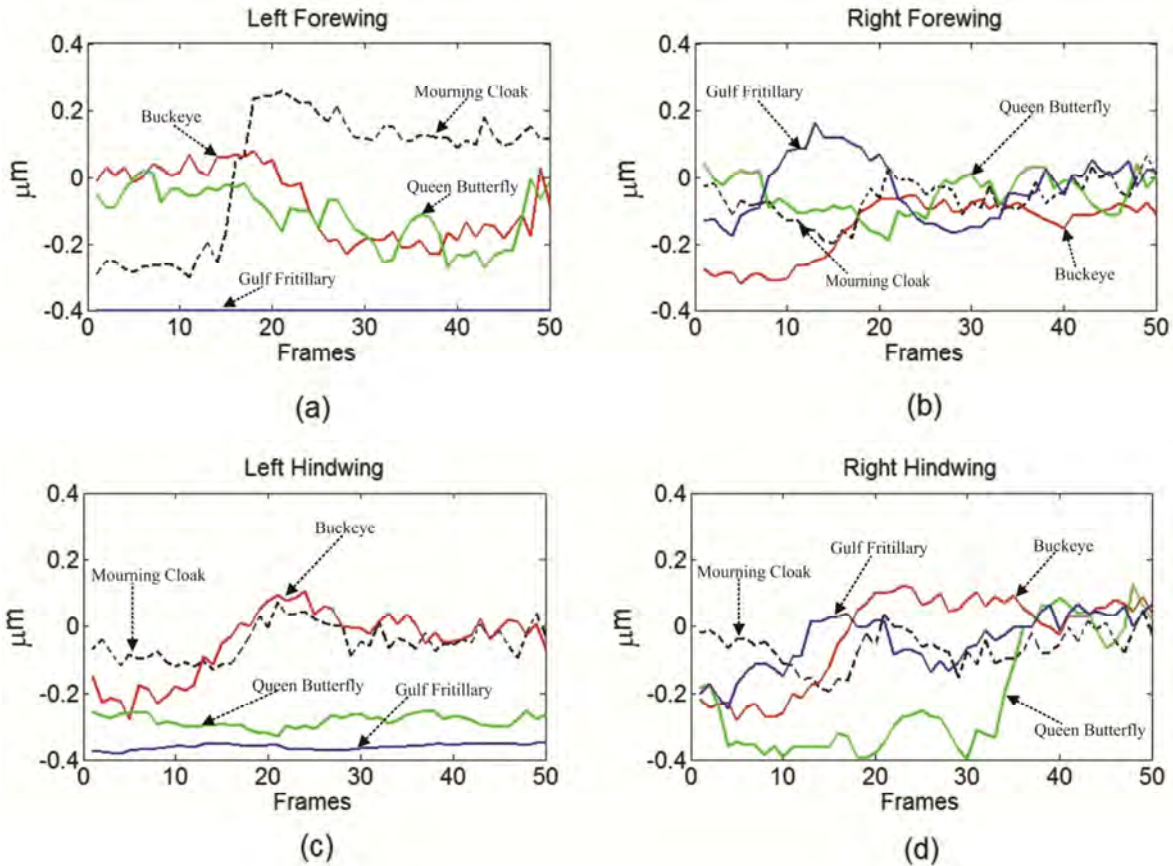 Left Forewing
0.4
0.2
0
-0.2
-0.4
μm
Buckeye
Mourning Cloak
Queen Butterfly
Gulf Fritillary
0 10 20 30 40 50
Frames
(a)
Right Forewing
0.4
0.2
0
-0.2
-0.4
μm
Gulf Fritillary
Queen Butterfly
Mourning Cloak
Buckeye
0 10 20 30 40 50
Frames
(b)
Left Hindwing
0.4
0.2
0
-0.2
-0.4
μm
Buckeye
Mourning Cloak
Queen Butterfly
Gulf Fritillary
0 10 20 30 40 50
Frames
(c)
Right Hindwing
0.4
0.2
0
-0.2
-0.4
μm
Mourning Cloak
Gulf Fritillary
Buckeye
Queen Butterfly
0 10 20 30 40 50
Frames
(d)